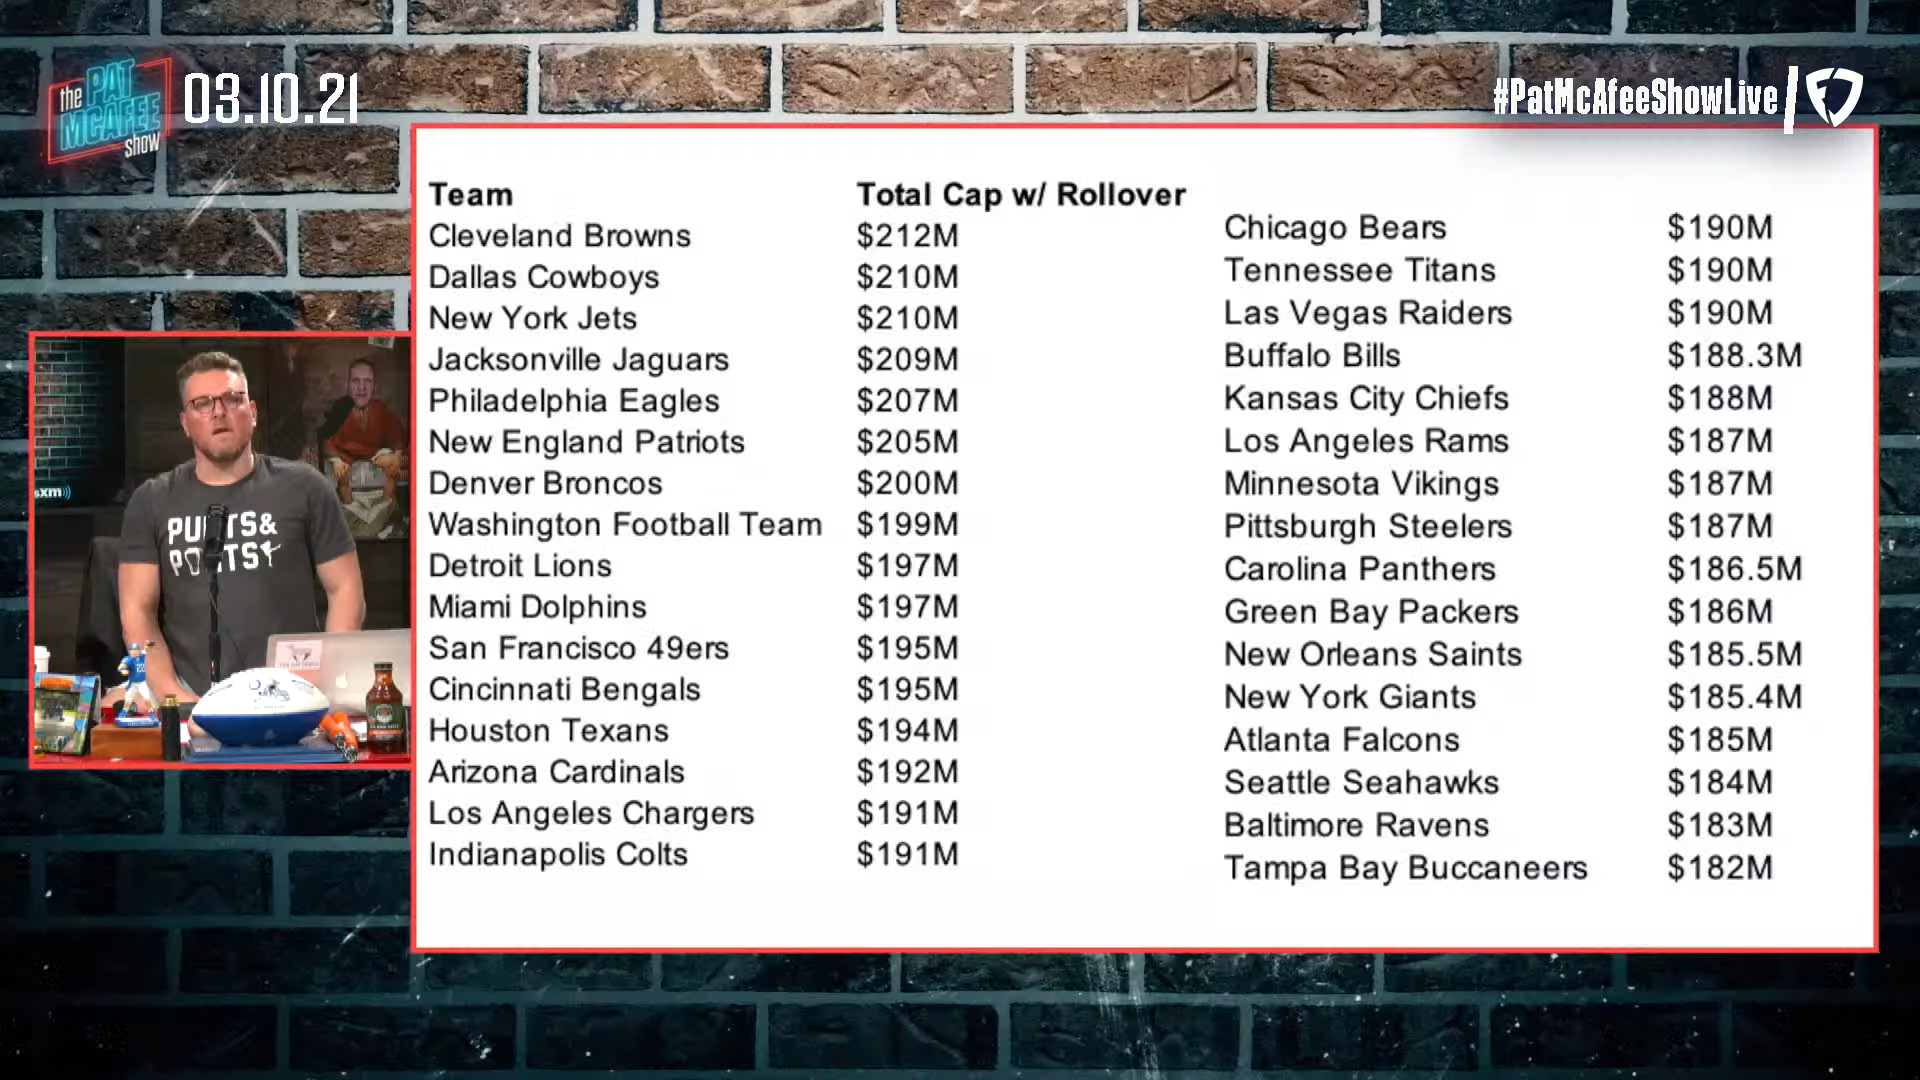 the PAT
MCAFEE
show
03.10.21
#PatMcAfeeShowLive
Team Total Cap w/ Rollover
Cleveland Browns $212M
Dallas Cowboys $210M
New York Jets $210M
Jacksonville Jaguars $209M
Philadelphia Eagles $207M
New England Patriots $205M
Denver Broncos $200M
Washington Football Team $199M
Detroit Lions $197M
Miami Dolphins $197M
San Francisco 49ers $195M
Cincinnati Bengals $195M
Houston Texans $194M
Arizona Cardinals $192M
Los Angeles Chargers $191M
Indianapolis Colts $191M
Chicago Bears $190M
Tennessee Titans $190M
Las Vegas Raiders $190M
Buffalo Bills $188.3M
Kansas City Chiefs $188M
Los Angeles Rams $187M
Minnesota Vikings $187M
Pittsburgh Steelers $187M
Carolina Panthers $186.5M
Green Bay Packers $186M
New Orleans Saints $185.5M
New York Giants $185.4M
Atlanta Falcons $185M
Seattle Seahawks $184M
Baltimore Ravens $183M
Tampa Bay Buccaneers $182M
sxm